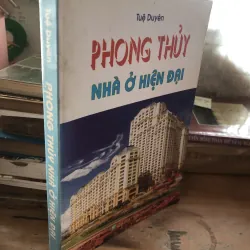 Tuệ Duyên
PHONG THỦY
NHÀ Ở HIỆN ĐẠI
Tuệ Duyên
PHONG THỦY NHÀ Ở HIỆN ĐẠI